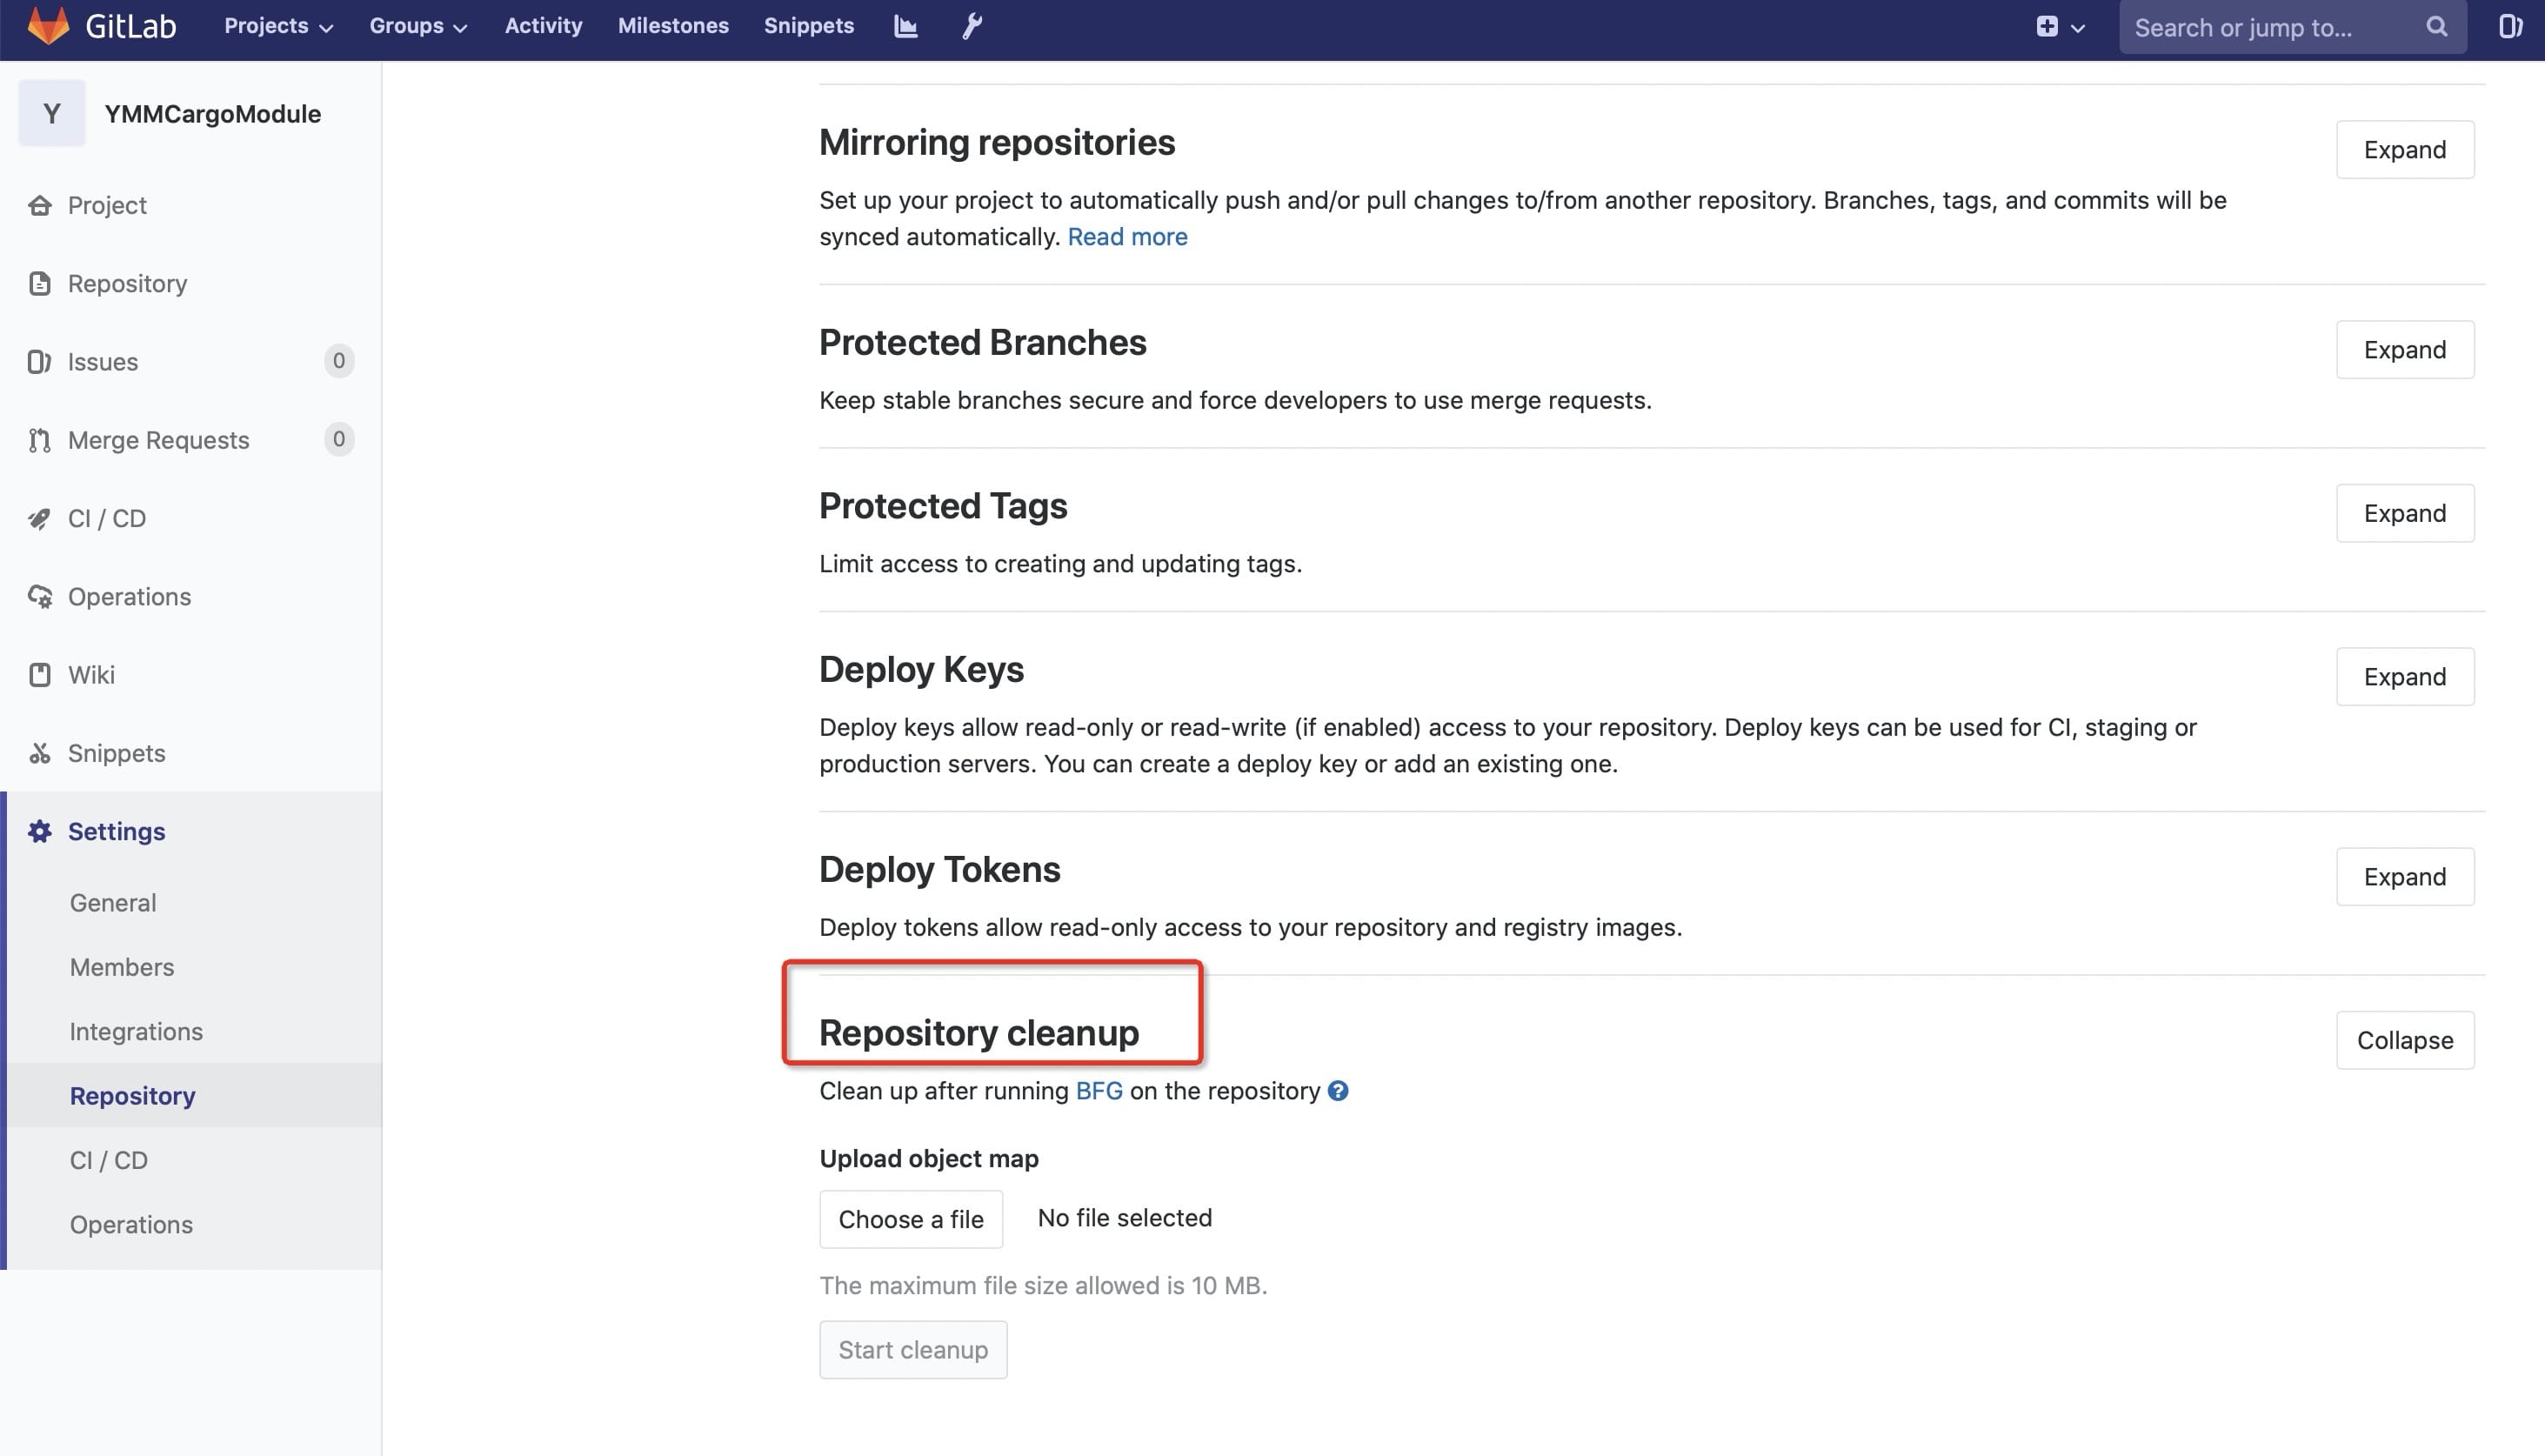 GitLab
Projects
Groups
Activity
Milestones
Snippets
Search or jump to...
Y
YMMCargoModule
Project
Repository
Issues
0
Merge Requests
0
CI / CD
Operations
Wiki
Snippets
Settings
General
Members
Integrations
Repository
CI / CD
Operations
Mirroring repositories
Expand
Set up your project to automatically push and/or pull changes to/from another repository. Branches, tags, and commits will be
synced automatically. Read more
Protected Branches
Expand
Keep stable branches secure and force developers to use merge requests.
Protected Tags
Expand
Limit access to creating and updating tags.
Deploy Keys
Expand
Deploy keys allow read-only or read-write (if enabled) access to your repository. Deploy keys can be used for CI, staging or
production servers. You can create a deploy key or add an existing one.
Deploy Tokens
Expand
Deploy tokens allow read-only access to your repository and registry images.
Repository cleanup
Collapse
Clean up after running BFG on the repository ?
Upload object map
Choose a file
No file selected
The maximum file size allowed is 10 MB.
Start cleanup